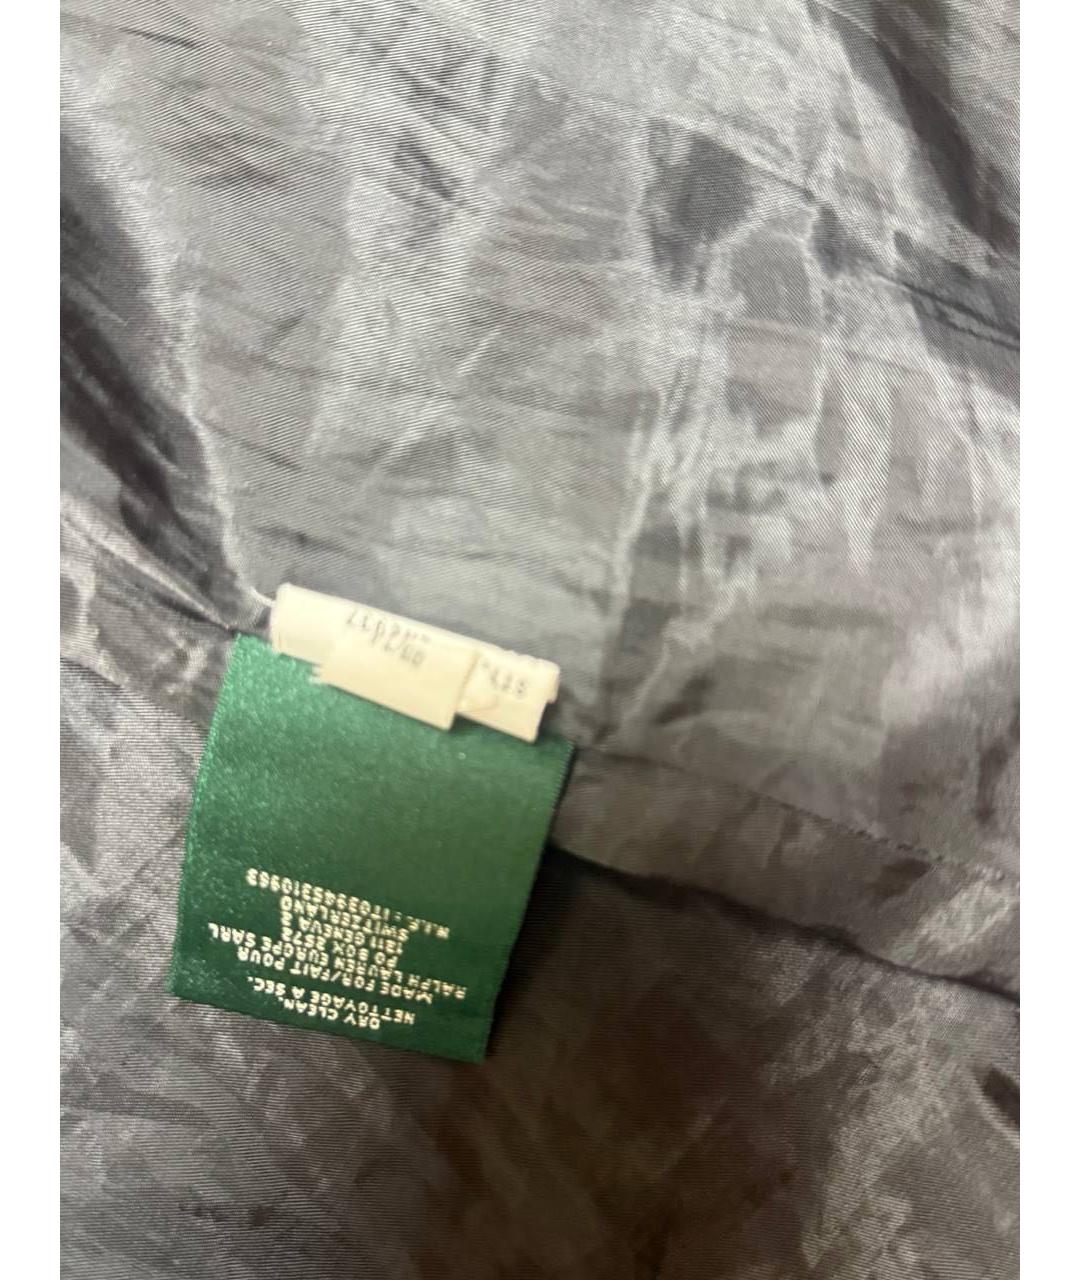 DRY CLEAN.
NETTOYAGE A SEC.
MADE FOR/FAIT POUR
RALPH LAUREN EUROPE SARL
PO BOX 2572
1211 GENEVA 2
SWITZERLAND
N.I.F.: IT039945310963